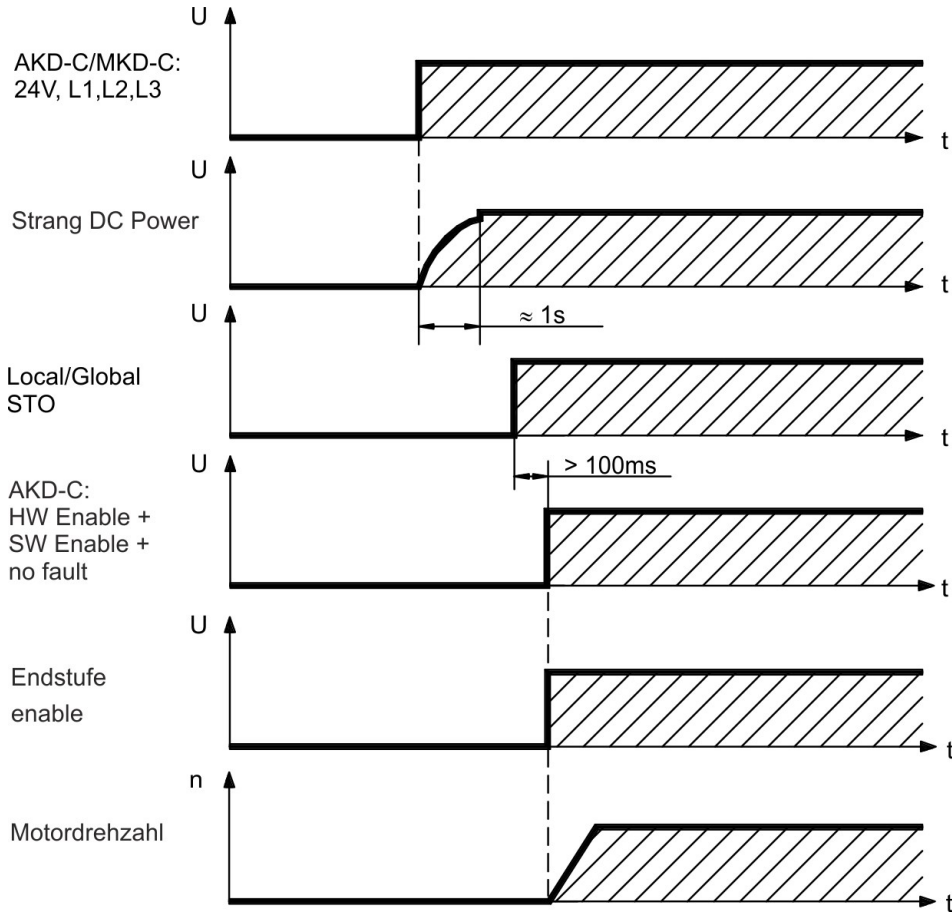 U
AKD-C/MKD-C:
24V, L1,L2,L3
t
U
Strang DC Power
t
≈ 1s
U
Local/Global
STO
t
> 100ms
U
AKD-C:
HW Enable +
SW Enable +
no fault
t
U
Endstufe
enable
t
n
Motordrehzahl
t